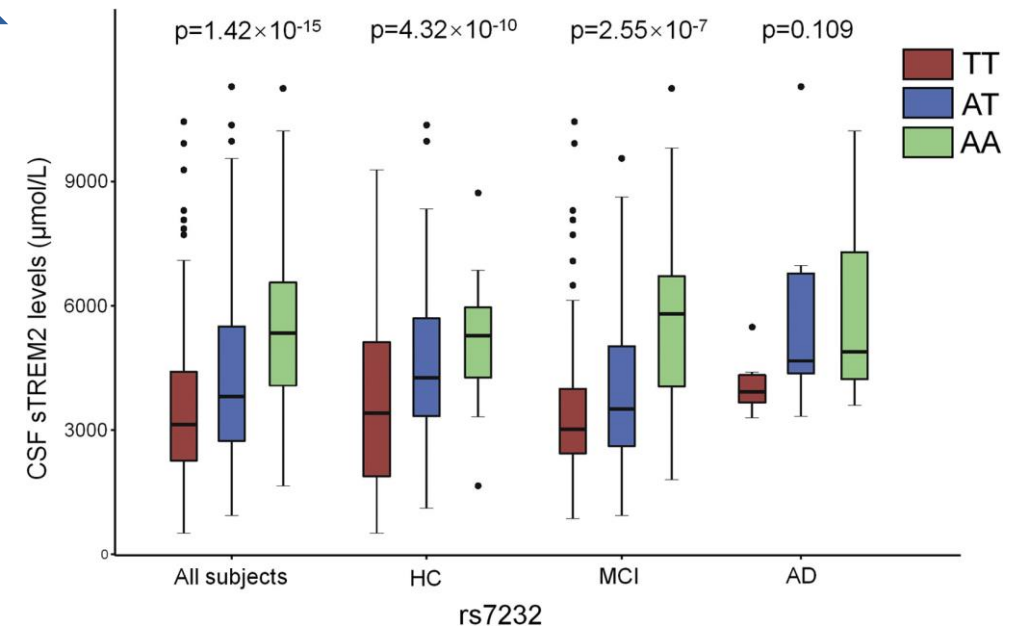 p=1.42×10-15 p=4.32×10-10 p=2.55×10-7 p=0.109
TT
AT
AA
CSF sTREM2 levels (μmol/L)
9000
6000
3000
0
All subjects HC MCI AD
rs7232